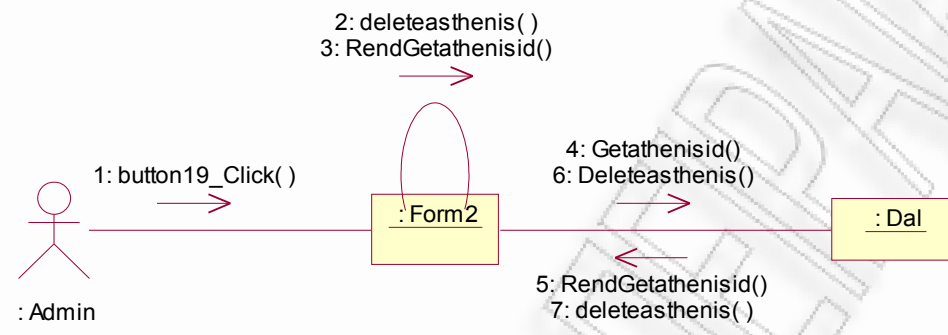 2: deleteasthenis( )
3: RendGetathenisid()
1: button19_Click( )
4: Getathenisid()
6: Deleteasthenis()
: Form2
: Dal
5: RendGetathenisid()
7: deleteasthenis( )
: Admin